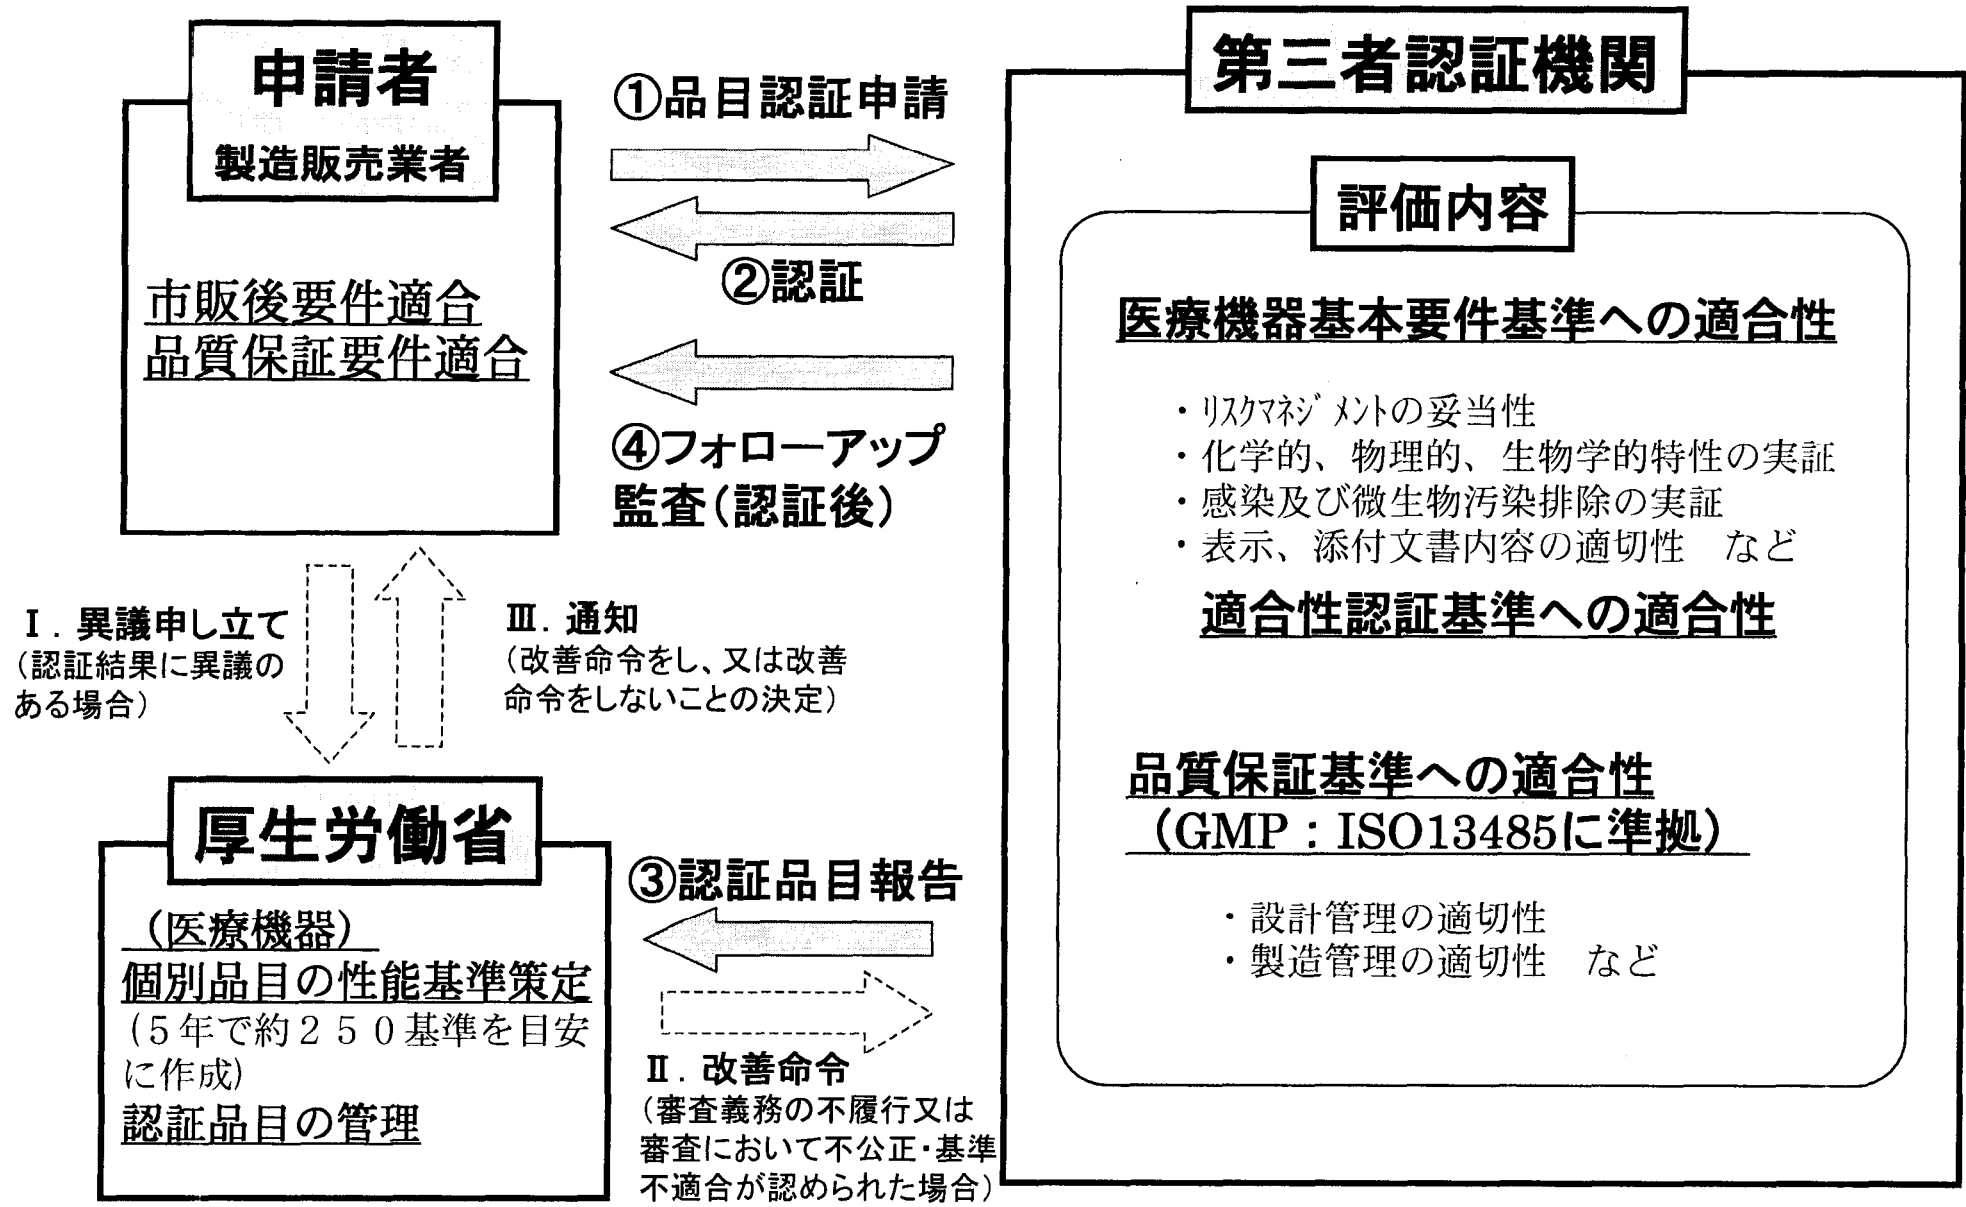 申請者
製造販売業者
市販後要件適合
品質保証要件適合
①品目認証申請
②認証
④フォローアップ
監査(認証後)
第三者認証機関
評価内容
医療機器基本要件基準への適合性
・リスクマネジメントの妥当性
・化学的、物理的、生物学的特性の実証
・感染及び微生物汚染排除の実証
・表示、添付文書内容の適切性　など
適合性認証基準への適合性
品質保証基準への適合性
(GMP：ISO13485に準拠)
・設計管理の適切性
・製造管理の適切性　など
Ⅰ. 異議申し立て
(認証結果に異議の
ある場合)
Ⅲ. 通知
(改善命令をし、又は改善
命令をしないことの決定)
厚生労働省
(医療機器)
個別品目の性能基準策定
(5年で約250基準を目安
に作成)
認証品目の管理
③認証品目報告
Ⅱ. 改善命令
(審査義務の不履行又は
審査において不公正・基準
不適合が認められた場合)